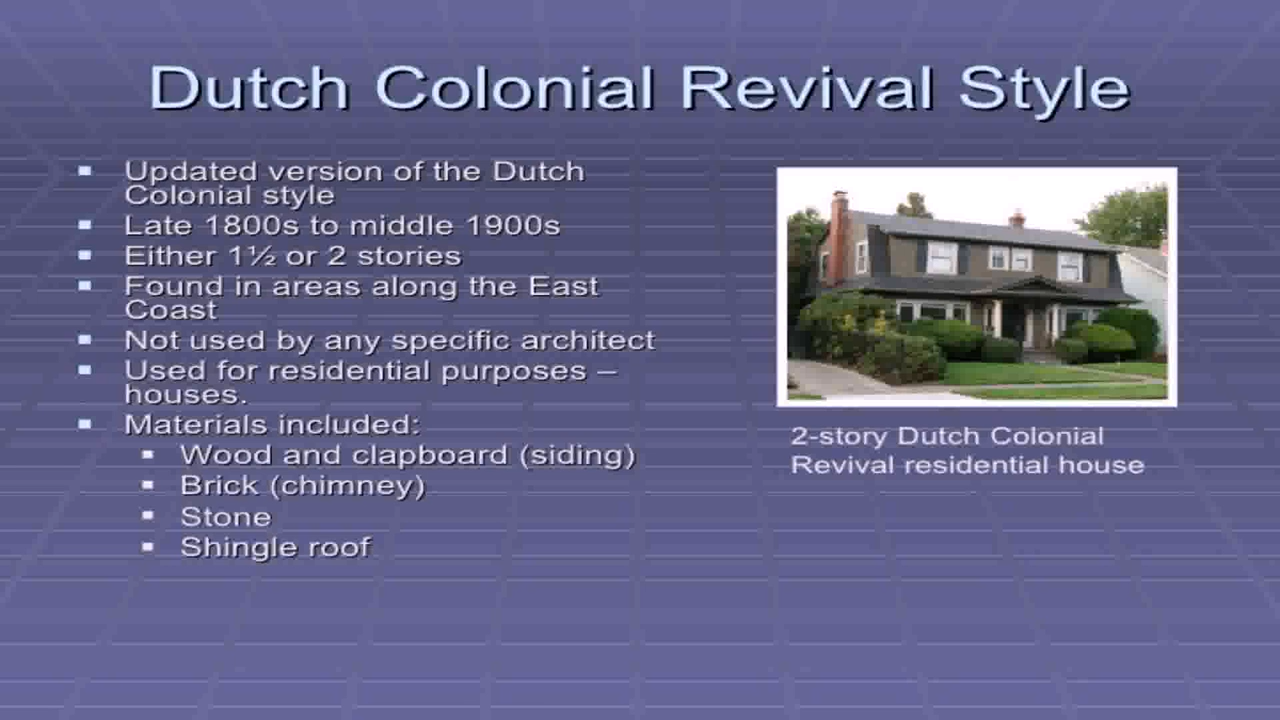 Dutch Colonial Revival Style
Updated version of the Dutch
Colonial style
Late 1800s to middle 1900s
Either 1½ or 2 stories
Found in areas along the East
Coast
Not used by any specific architect
Used for residential purposes –
houses.
Materials included:
Wood and clapboard (siding)
Brick (chimney)
Stone
Shingle roof
2-story Dutch Colonial
Revival residential house